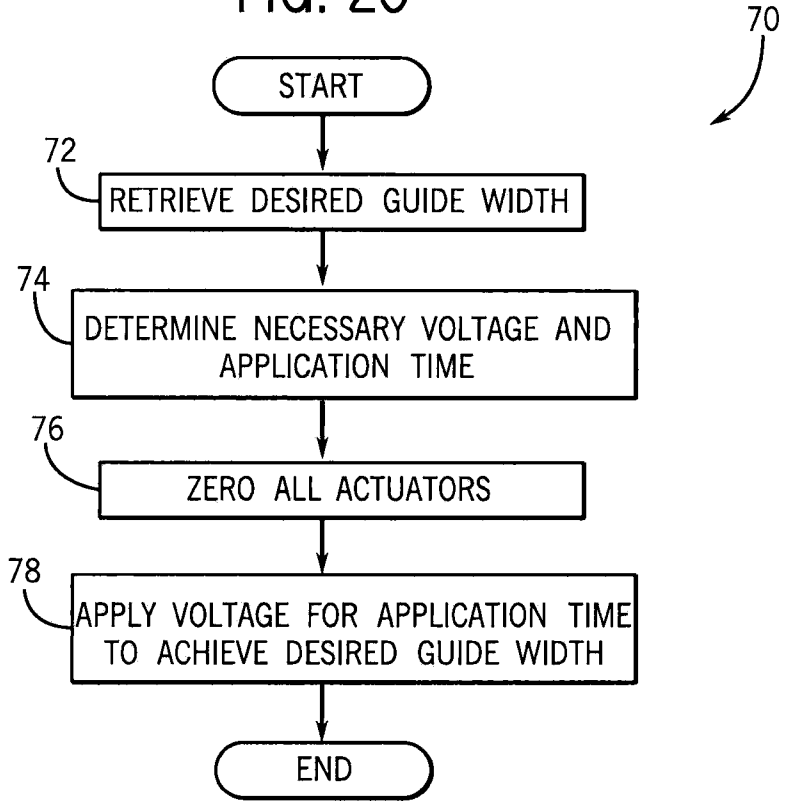 FIG.
70
START
72
RETRIEVE DESIRED GUIDE WIDTH
74
DETERMINE NECESSARY VOLTAGE AND
APPLICATION TIME
76
ZERO ALL ACTUATORS
78
APPLY VOLTAGE FOR APPLICATION TIME
TO ACHIEVE DESIRED GUIDE WIDTH
END